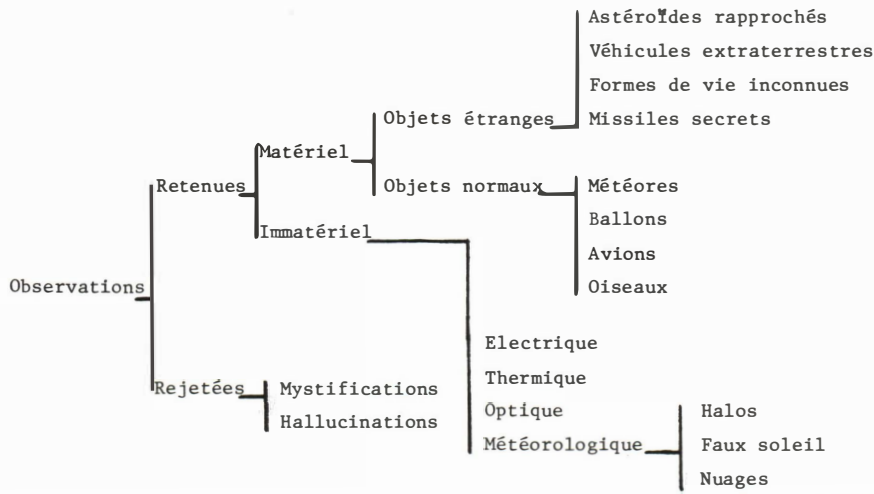 Astéroïdes rapprochés
Véhicules extraterrestres
Formes de vie inconnues
Objets étranges
Missiles secrets
Matériel
Retenues
Objets normaux
Météores
Ballons
Immatériel
Avions
Observations
Oiseaux
Electrique
Thermique
Rejetées
Mystifications
Optique
Halos
Hallucinations
Météorologique
Faux soleil
Nuages